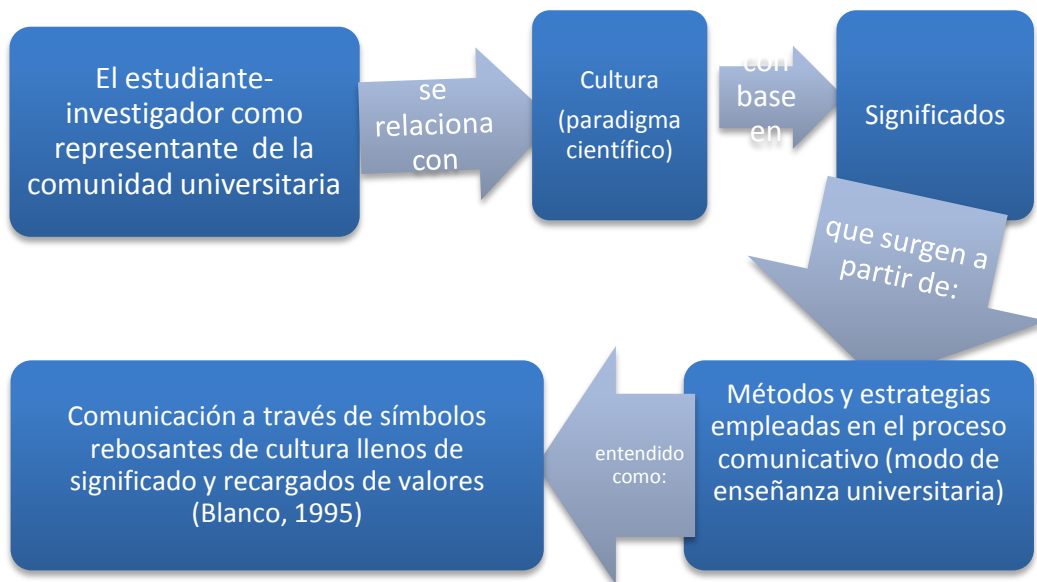 El estudiante-
investigador como
representante de la
comunidad universitaria
se
relaciona
con
Cultura
(paradigma
científico)
con
base
en
Significados
que surgen a
partir de:
Métodos y estrategias
empleadas en el proceso
comunicativo (modo de
enseñanza universitaria)
entendido
como:
Comunicación a través de símbolos
rebosantes de cultura llenos de
significado y recargados de valores
(Blanco, 1995)